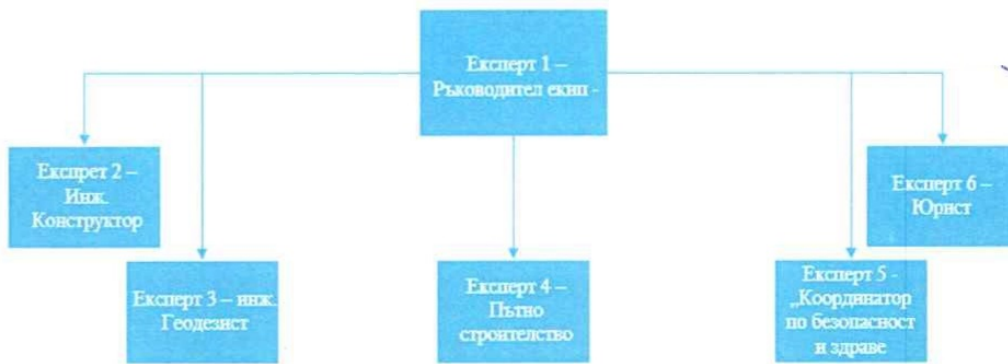 Експерт 1 –
Ръководител екип -
Експрет 2 –
Инж.
Конструктор
Експерт 6 –
Юрист
Експерт 3 – инж.
Геодезист
Експерт 4 –
Пътно
строителство
Експерт 5 -
„Координатор
по безопасност
и здраве